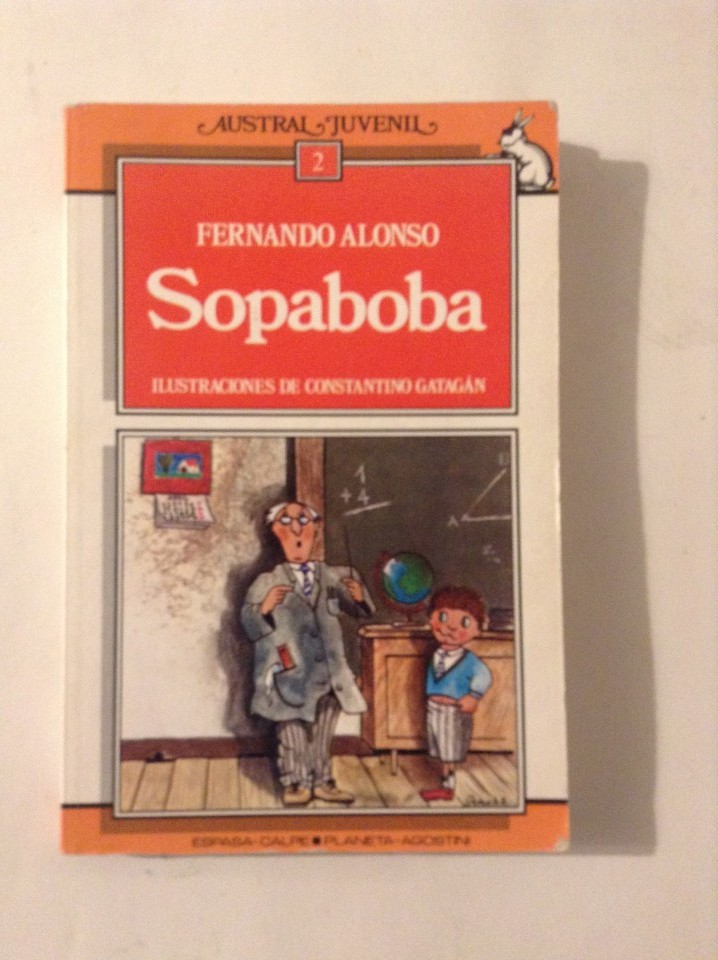 AUSTRAL JUVENIL
2
FERNANDO ALONSO
Sopaboba
ILUSTRACIONES DE CONSTANTINO GATAGÁN
1
+4
A
ESPASA-CALPE ■ PLANETA-AGOSTINI